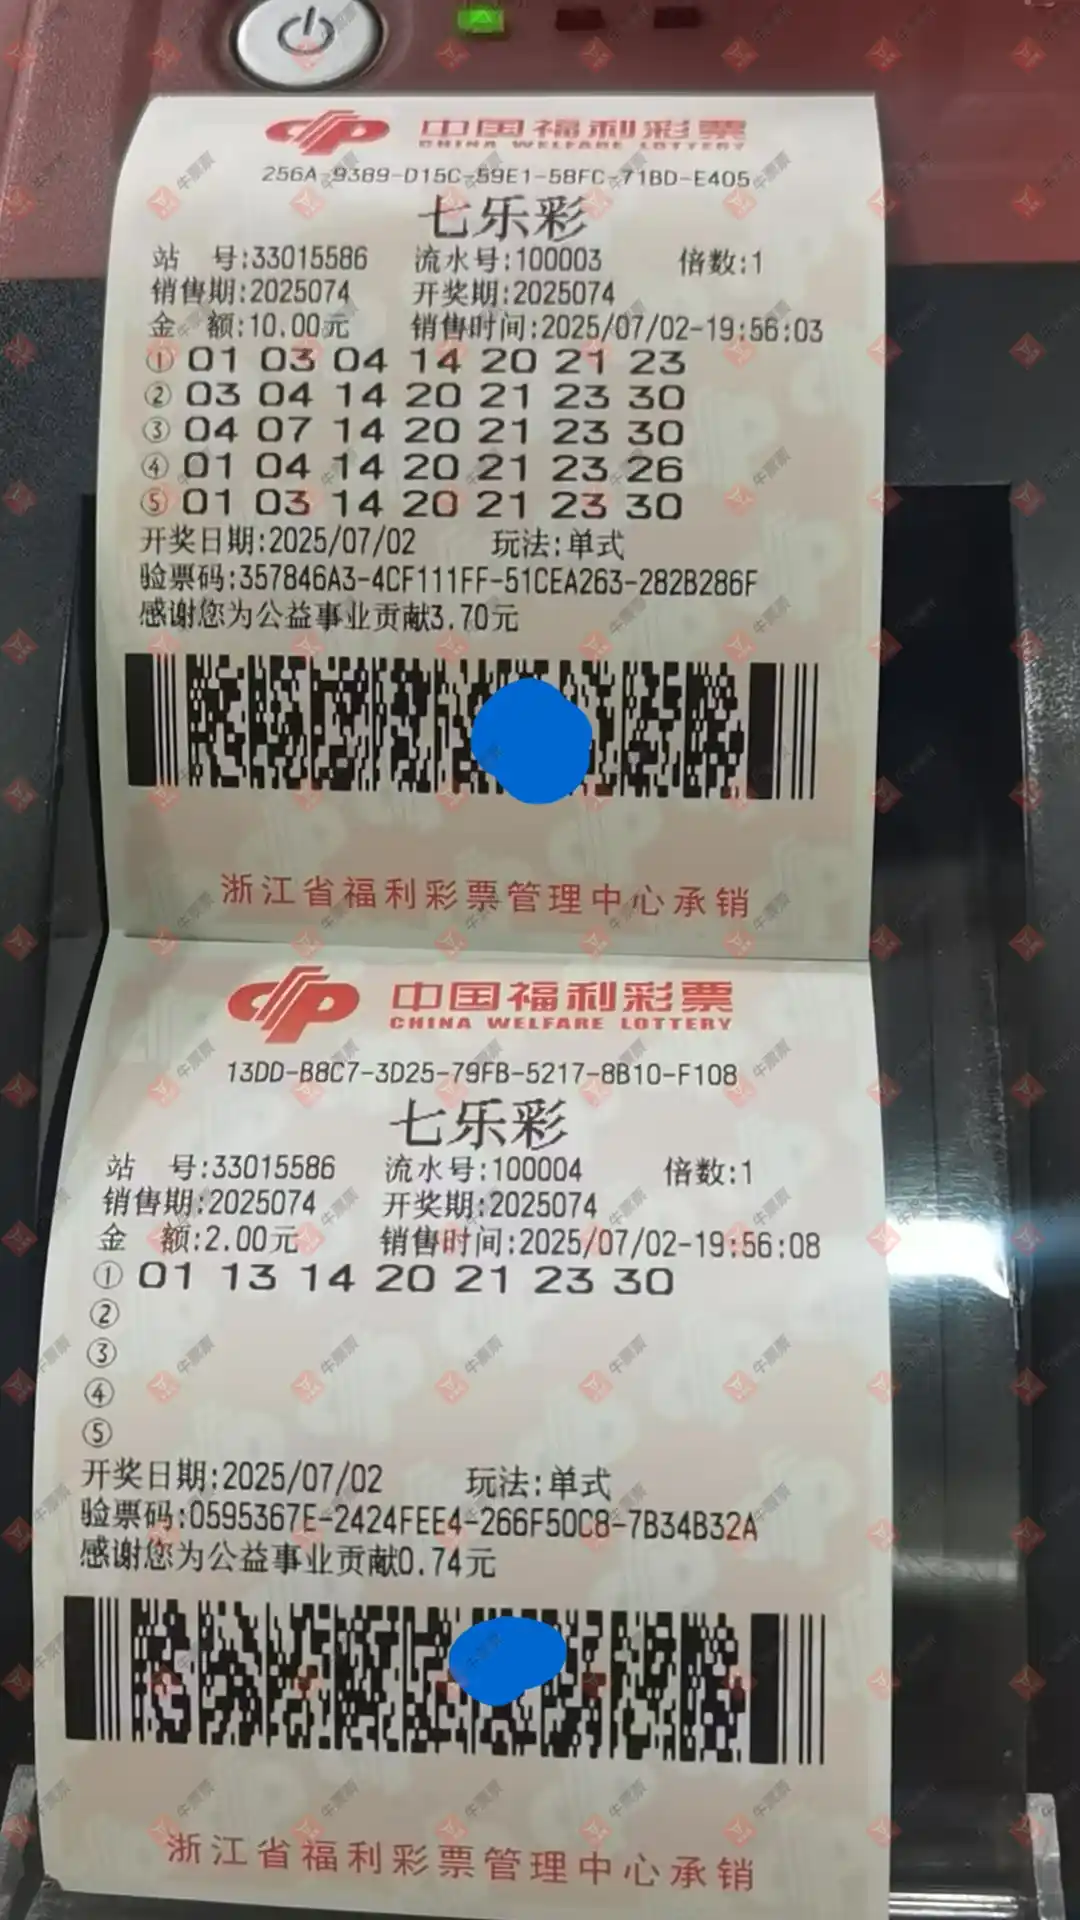 中国福利彩票
CHINA WELFARE LOTTERY
256A-9389-D15C-59E1-5BFC-71BD-E405
七乐彩
站 号:33015586 流水号:100003 倍数:1
销售期:2025074 开奖期:2025074
金 额:10.00元 销售时间:2025/07/02-19:56:03
① 01 03 04 14 20 21 23
② 03 04 14 20 21 23 30
③ 04 07 14 20 21 23 30
④ 01 04 14 20 21 23 26
⑤ 01 03 14 20 21 23 30
开奖日期:2025/07/02 玩法:单式
验票码:357846A3-4CF111FF-51CEA263-282B286F
感谢您为公益事业贡献3.70元
浙江省福利彩票管理中心承销
中国福利彩票
CHINA WELFARE LOTTERY
13DD-B8C7-3D25-79FB-5217-8B10-F108
七乐彩
站 号:33015586 流水号:100004 倍数:1
销售期:2025074 开奖期:2025074
金 额:2.00元 销售时间:2025/07/02-19:56:08
① 01 13 14 20 21 23 30
②
③
④
⑤
开奖日期:2025/07/02 玩法:单式
验票码:0595367E-2424FEE4-266F50C8-7B34B32A
感谢您为公益事业贡献0.74元
浙江省福利彩票管理中心承销
牛票票